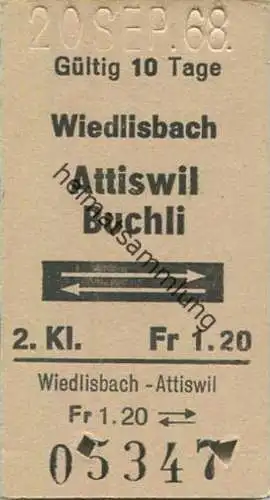 20 SEP. 68.
Gültig 10 Tage
Wiedlisbach
Attiswil
Buchli
heimatsammlung
2. Kl. Fr 1.20
Wiedlisbach - Attiswil
Fr 1.20
05347